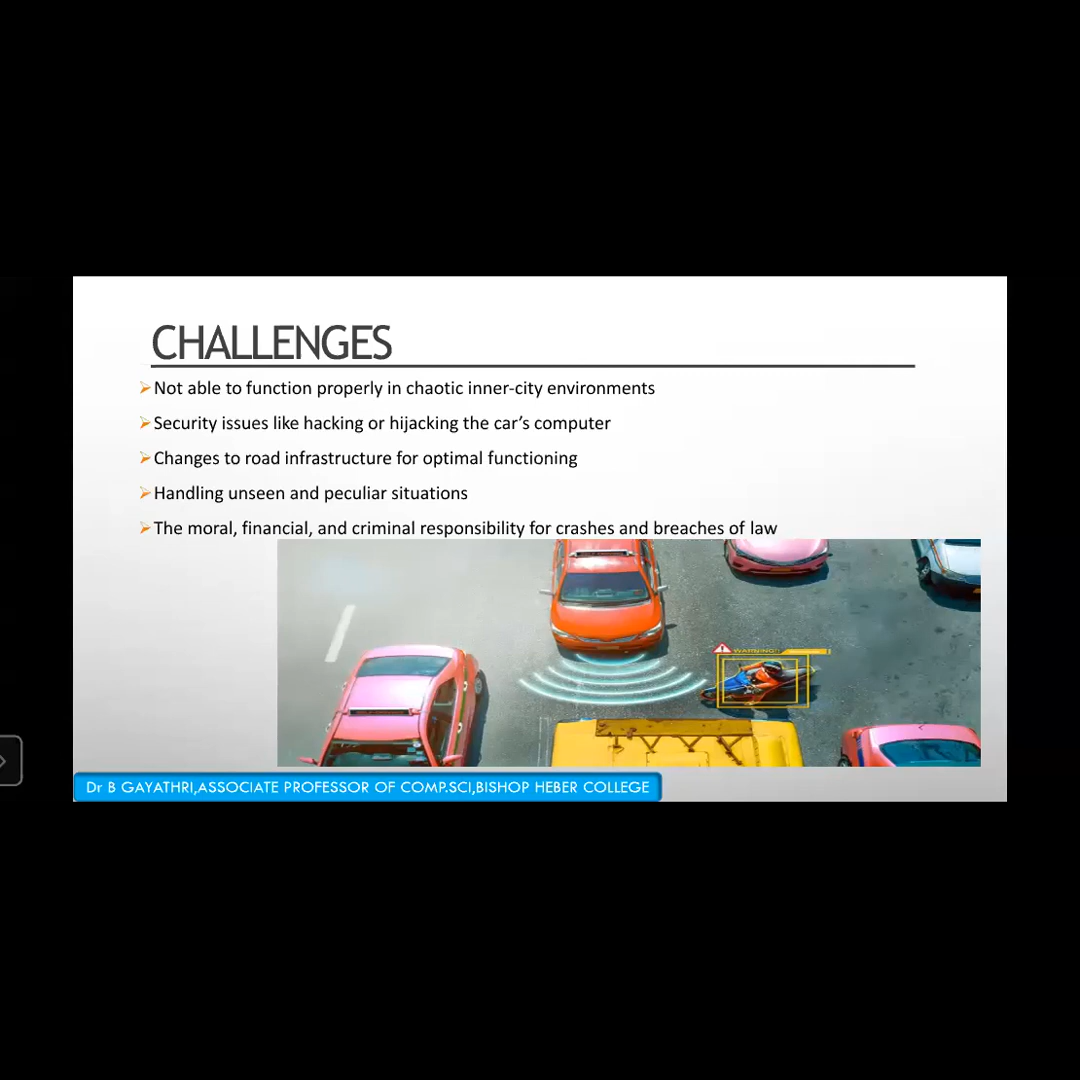 CHALLENGES
Not able to function properly in chaotic inner-city environments
Security issues like hacking or hijacking the car’s computer
Changes to road infrastructure for optimal functioning
Handling unseen and peculiar situations
The moral, financial, and criminal responsibility for crashes and breaches of law
WARNING!
Dr B GAYATHRI,ASSOCIATE PROFESSOR OF COMP.SCI,BISHOP HEBER COLLEGE